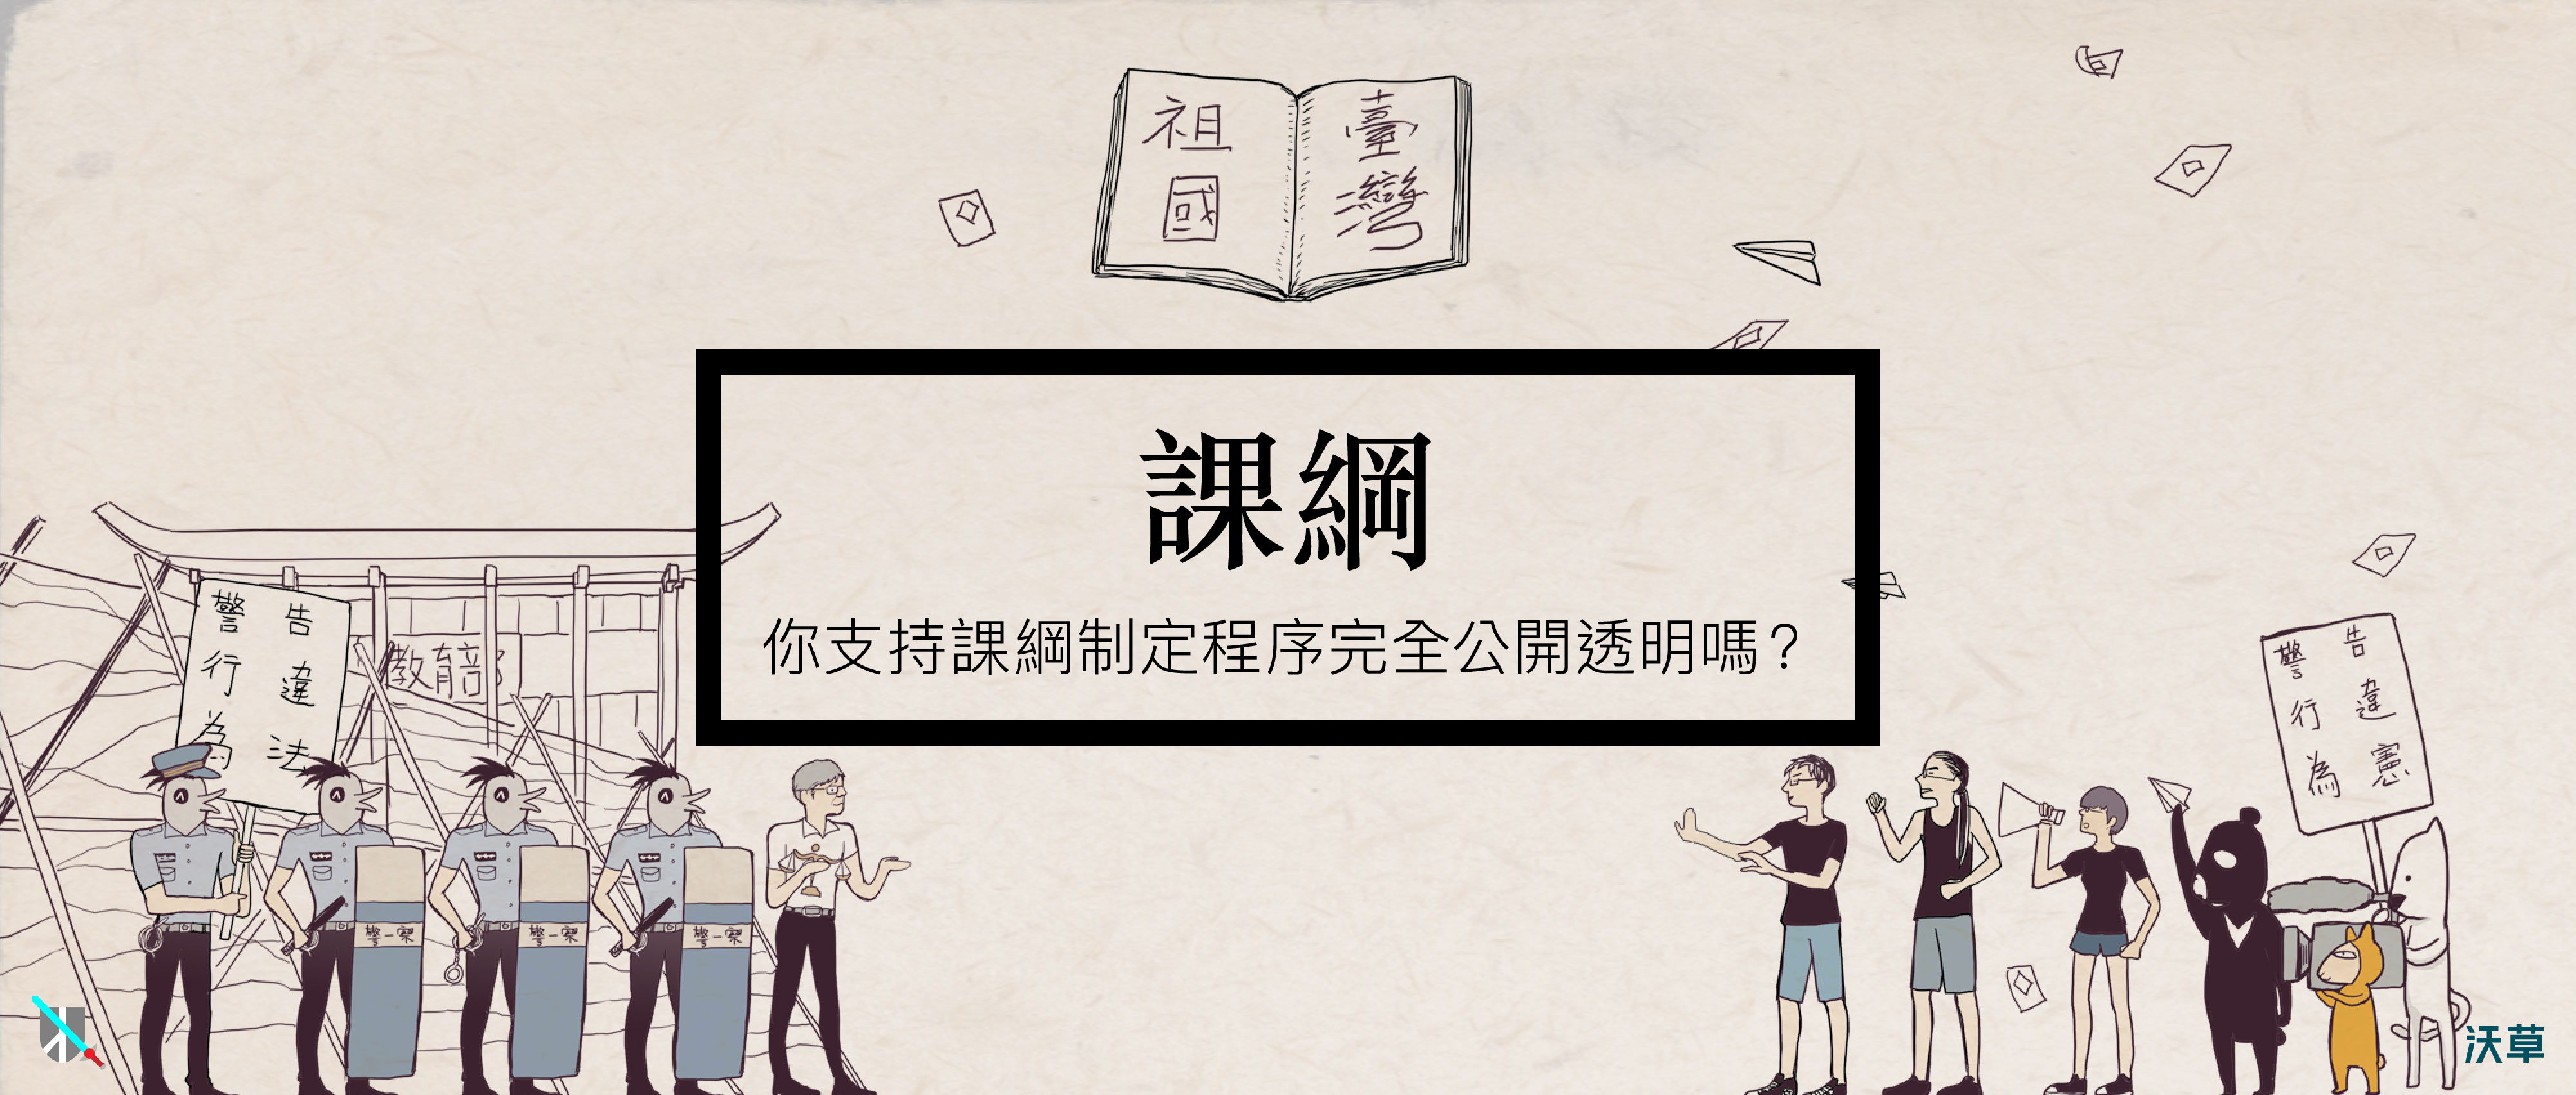 臺灣
祖國
課綱
你支持課綱制定程序完全公開透明嗎？
教育部
告違法
警行為
告違憲
警行為
警察
警察
警察
沃草